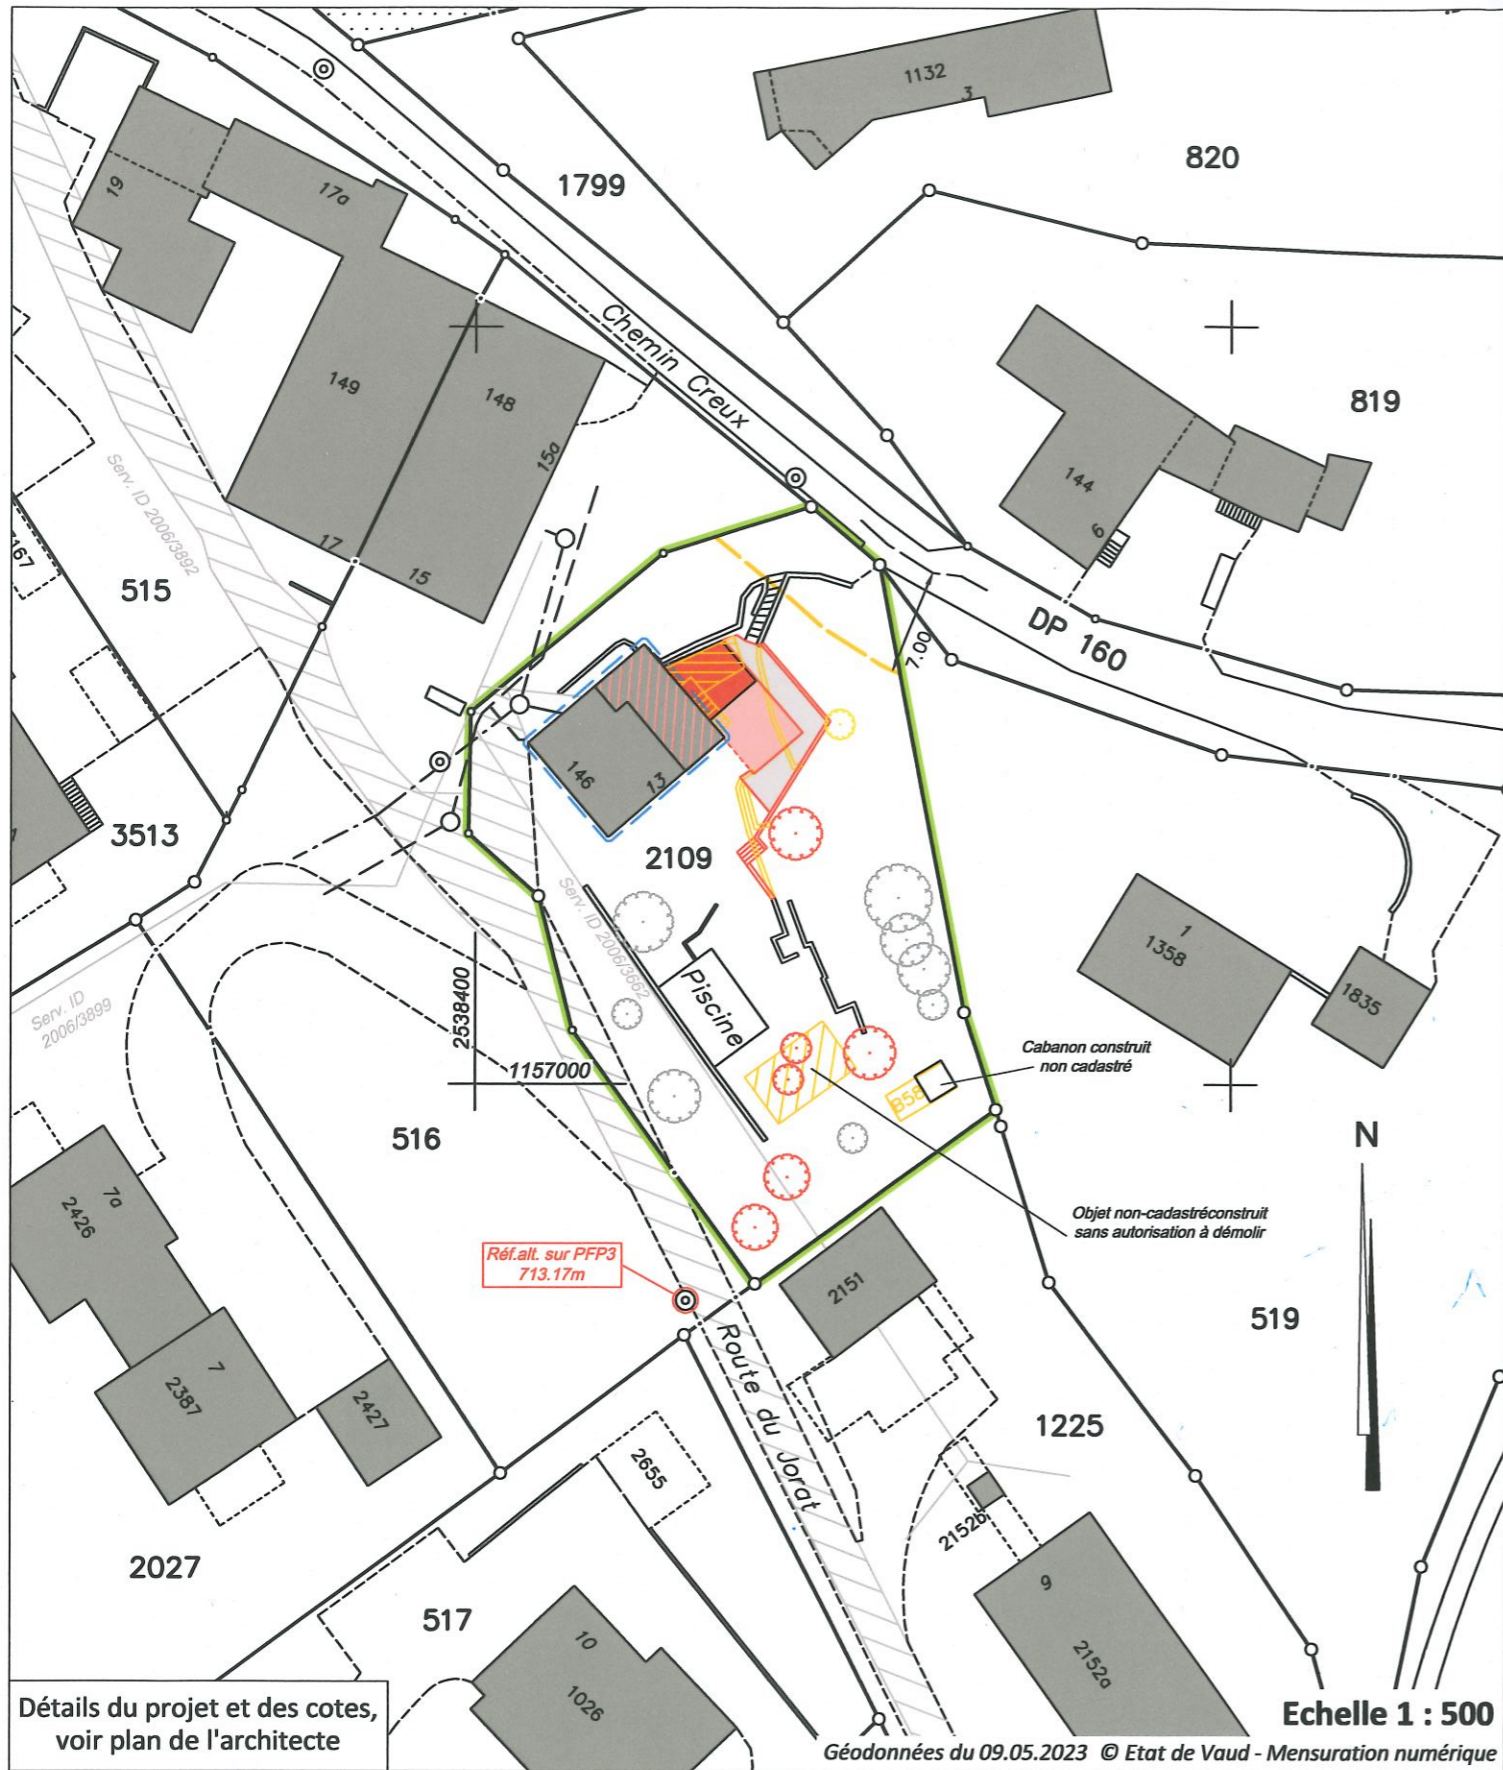 1132
3
820
1799
19
17a
Chemin Creux
819
149
148
15a
144
6
Serv. ID 2006/3892
167
17
15
515
DP 160
7.00
146
13
3513
2109
Serv. ID 2006/3662
1
1358
1835
Serv. ID
2006/3899
2538400
Piscine
1157000
Cabanon construit
non cadastré
B58
516
N
7a
2426
Objet non-cadastréconstruit
sans autorisation à démolir
Réf.alt. sur PFP3
713.17m
2151
519
Route du Jorat
7
2387
2427
1225
2655
2152b
2027
9
517
10
2152a
1026
Détails du projet et des cotes,
voir plan de l'architecte
Echelle 1 : 500
Géodonnées du 09.05.2023 © Etat de Vaud - Mensuration numérique